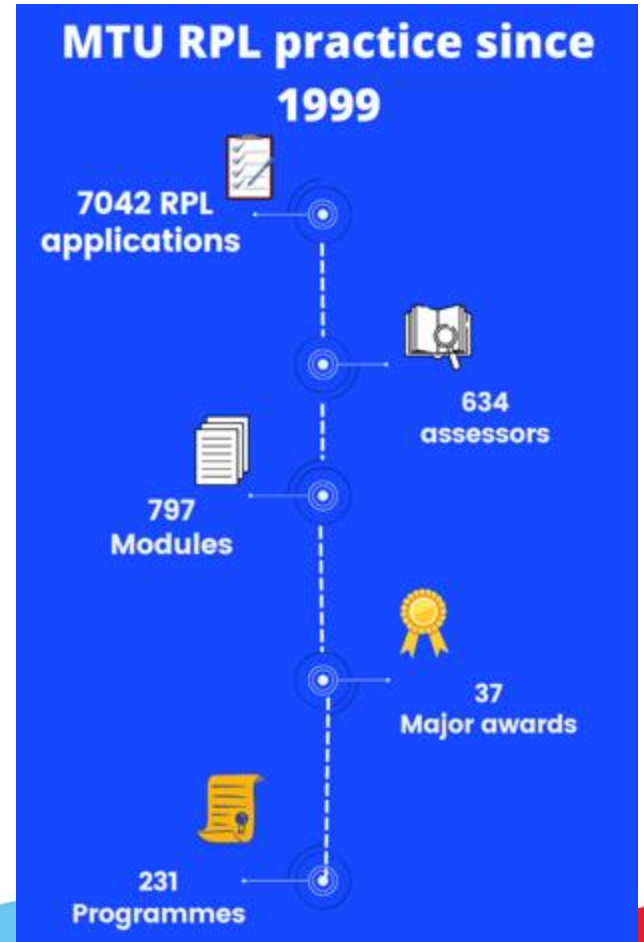 MTU RPL practice since
1999
7042 RPL
applications
634
assessors
797
Modules
37
Major awards
231
Programmes